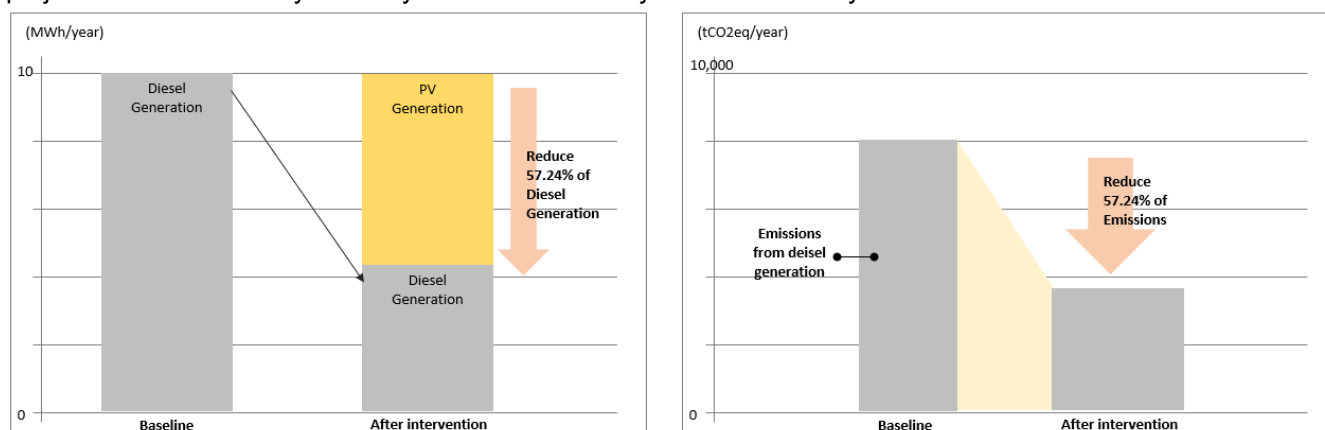 (MWh/year)
10
Diesel
Generation
PV
Generation
Reduce
57.24% of
Diesel
Generation
Diesel
Generation
0
Baseline
After intervention
(tCO2eq/year)
10,000
Reduce
57.24% of
Emissions
Emissions
from deisel
generation
0
Baseline
After intervention